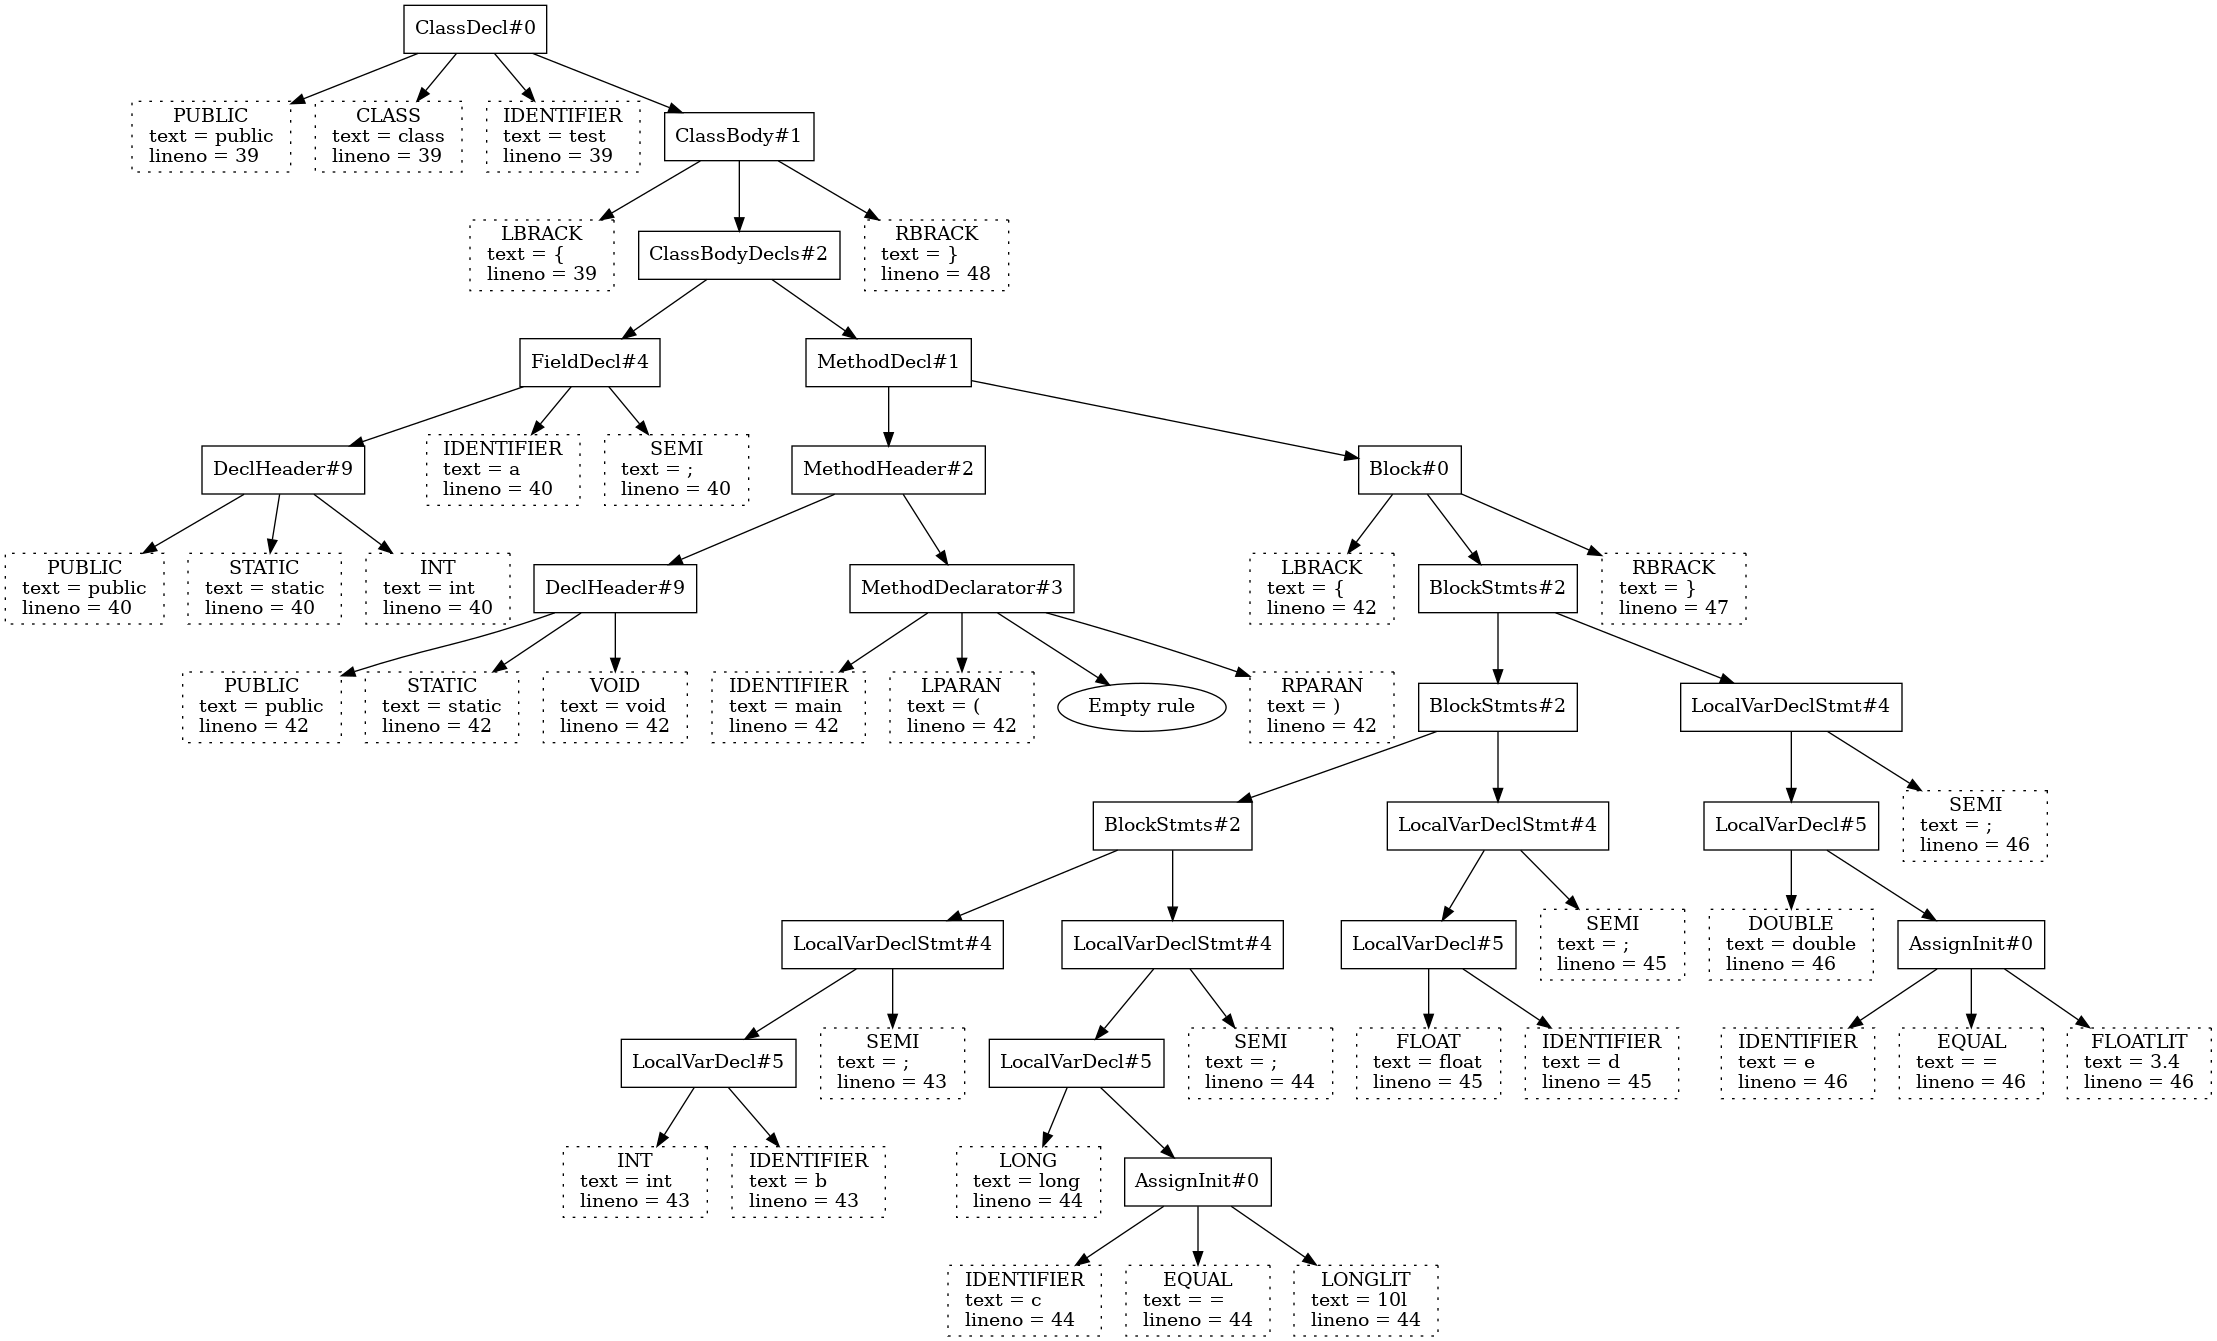 ClassDecl#0
PUBLIC
text = public
lineno = 39
CLASS
text = class
lineno = 39
IDENTIFIER
text = test
lineno = 39
ClassBody#1
LBRACK
text = {
lineno = 39
ClassBodyDecls#2
RBRACK
text = }
lineno = 48
FieldDecl#4
MethodDecl#1
DeclHeader#9
IDENTIFIER
text = a
lineno = 40
SEMI
text = ;
lineno = 40
MethodHeader#2
Block#0
PUBLIC
text = public
lineno = 40
STATIC
text = static
lineno = 40
INT
text = int
lineno = 40
DeclHeader#9
MethodDeclarator#3
LBRACK
text = {
lineno = 42
BlockStmts#2
RBRACK
text = }
lineno = 47
PUBLIC
text = public
lineno = 42
STATIC
text = static
lineno = 42
VOID
text = void
lineno = 42
IDENTIFIER
text = main
lineno = 42
LPARAN
text = (
lineno = 42
Empty rule
RPARAN
text = )
lineno = 42
BlockStmts#2
LocalVarDeclStmt#4
BlockStmts#2
LocalVarDeclStmt#4
LocalVarDecl#5
SEMI
text = ;
lineno = 46
LocalVarDeclStmt#4
LocalVarDeclStmt#4
LocalVarDecl#5
SEMI
text = ;
lineno = 45
DOUBLE
text = double
lineno = 46
AssignInit#0
LocalVarDecl#5
SEMI
text = ;
lineno = 43
LocalVarDecl#5
SEMI
text = ;
lineno = 44
FLOAT
text = float
lineno = 45
IDENTIFIER
text = d
lineno = 45
IDENTIFIER
text = e
lineno = 46
EQUAL
text = =
lineno = 46
FLOATLIT
text = 3.4
lineno = 46
INT
text = int
lineno = 43
IDENTIFIER
text = b
lineno = 43
LONG
text = long
lineno = 44
AssignInit#0
IDENTIFIER
text = c
lineno = 44
EQUAL
text = =
lineno = 44
LONGLIT
text = 10l
lineno = 44